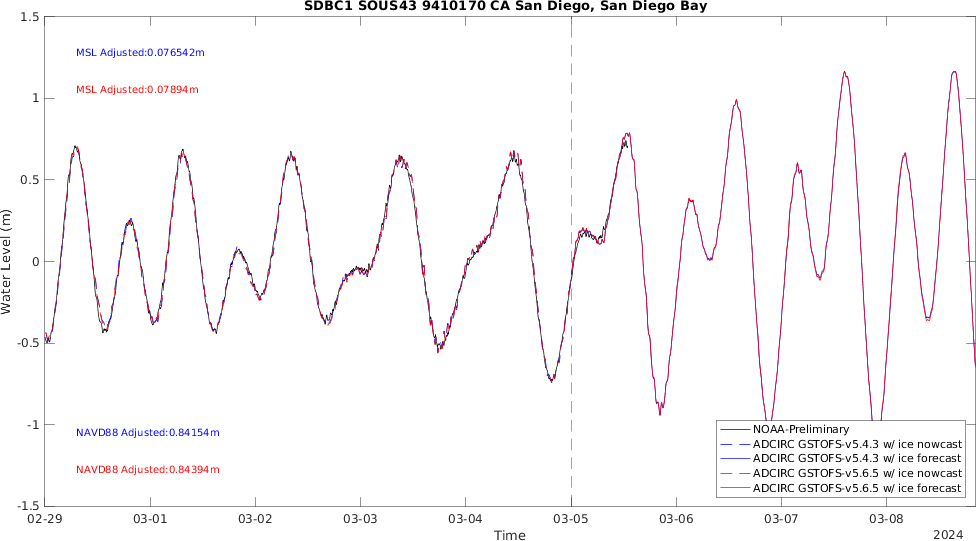 SDBC1 SOUS43 9410170 CA San Diego, San Diego Bay
1.5
MSL Adjusted:0.076542m
MSL Adjusted:0.07894m
1
0.5
0
-0.5
-1
-1.5
Water Level (m)
NAVD88 Adjusted:0.84154m
NAVD88 Adjusted:0.84394m
NOAA-Preliminary
ADCIRC GSTOFS-v5.4.3 w/ ice nowcast
ADCIRC GSTOFS-v5.4.3 w/ ice forecast
ADCIRC GSTOFS-v5.6.5 w/ ice nowcast
ADCIRC GSTOFS-v5.6.5 w/ ice forecast
02-29 03-01 03-02 03-03 03-04 03-05 03-06 03-07 03-08
Time
2024